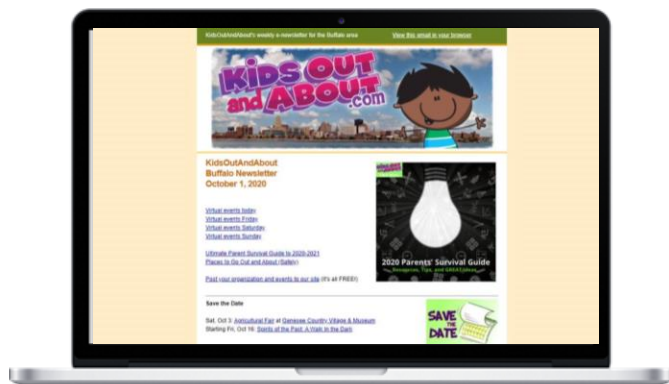 KidsOutAndAbout's weekly e-newsletter for the Buffalo area
View this email in your browser
KIDS OUT
and ABOUT
.com
KidsOutAndAbout
Buffalo Newsletter
October 1, 2020
Virtual events today
Virtual events Friday
Virtual events Saturday
Virtual events Sunday
Ultimate Parent Survival Guide to 2020-2021
Places to Go Out and About (Safely)
Post your organization and events to our site (it's all FREE!)
KIDS OUT
and ABOUT
2020 Parents' Survival Guide
Resources, Tips, and GREAT Ideas
Save the Date
Sat. Oct 3: Agricultural Fair at Genesee Country Village & Museum
Starting Fri, Oct 16: Spirits of the Past: A Walk in the Dark
SAVE
THE
DATE